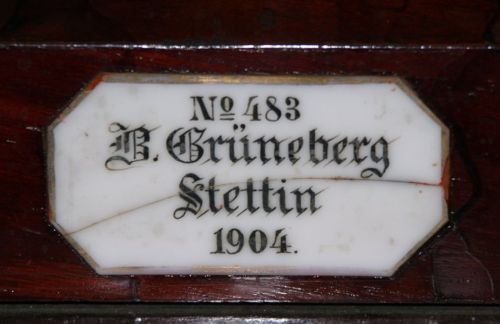 No 483
B. Grüneberg
Stettin
1904.